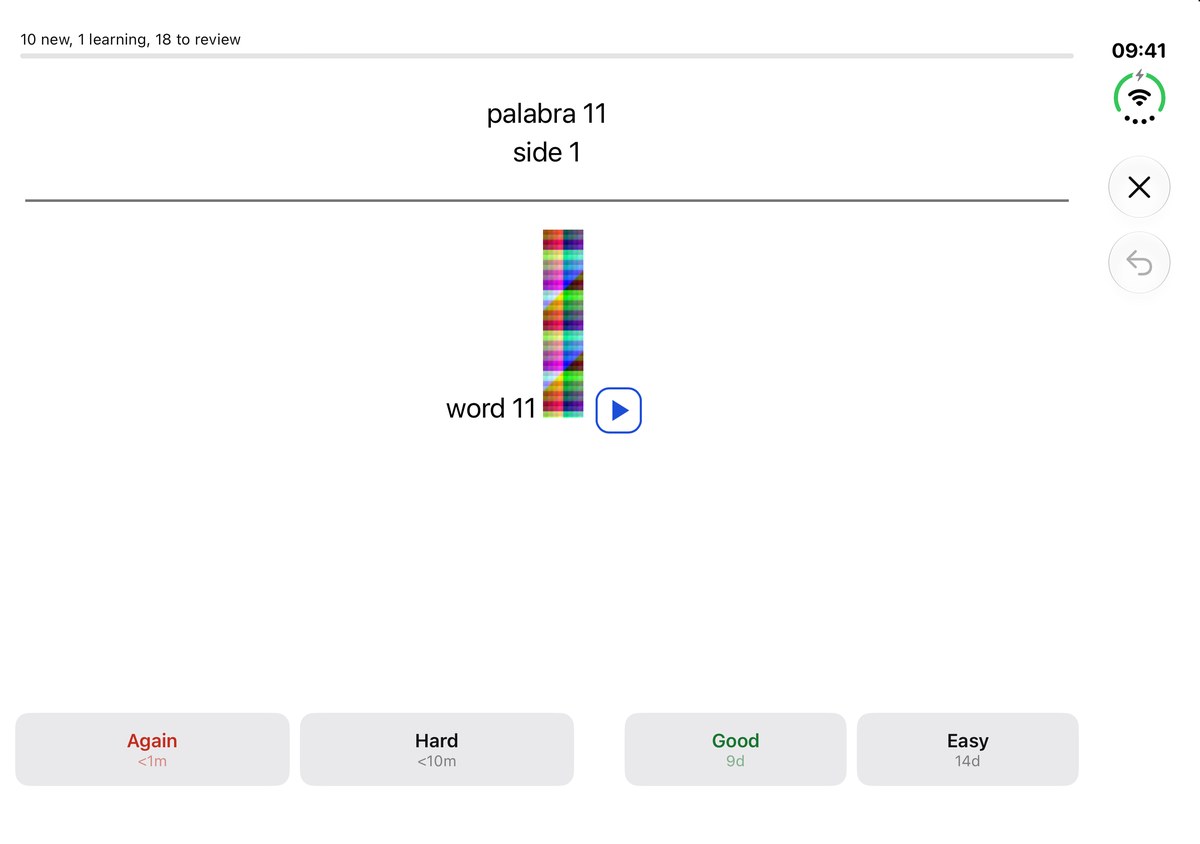 10 new, 1 learning, 18 to review
09:41
palabra 11
side 1
word 11
Again
<1m
Hard
<10m
Good
9d
Easy
14d